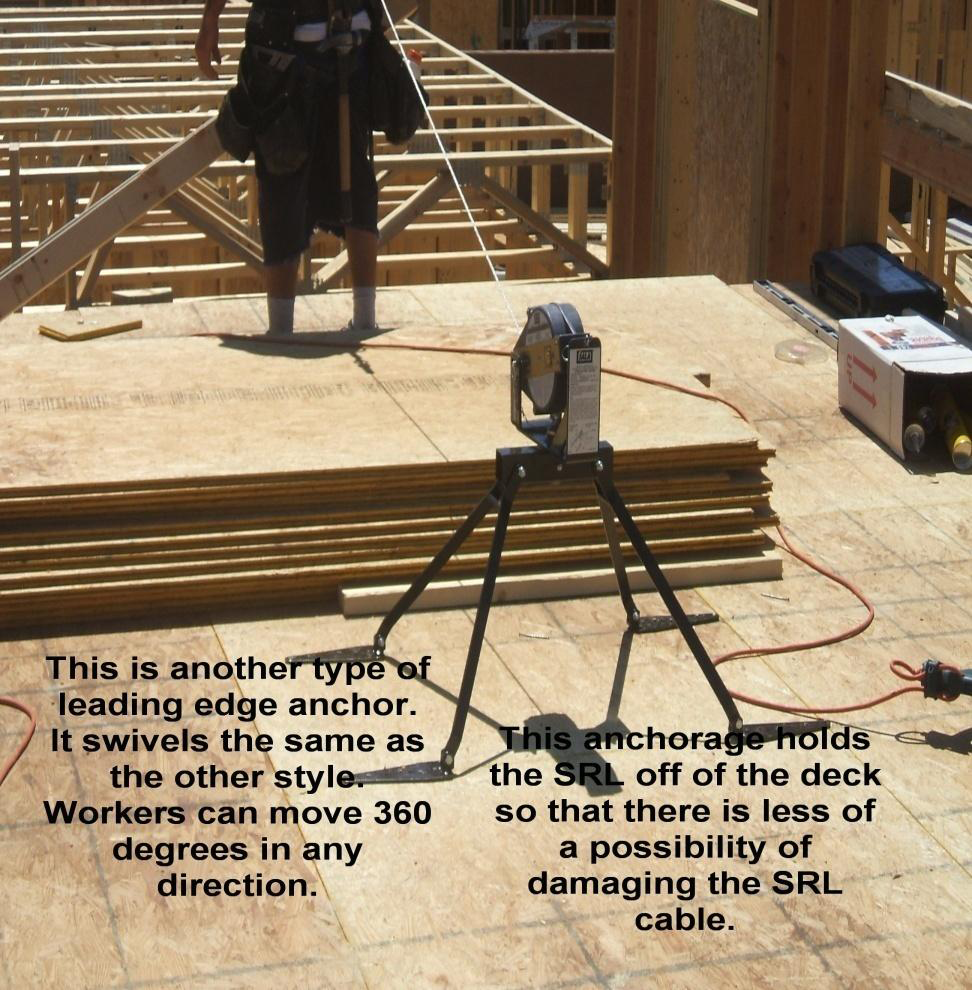 This is another type of
leading edge anchor.
It swivels the same as
the other style.
Workers can move 360
degrees in any
direction.
This anchorage holds
the SRL off of the deck
so that there is less of
a possibility of
damaging the SRL
cable.